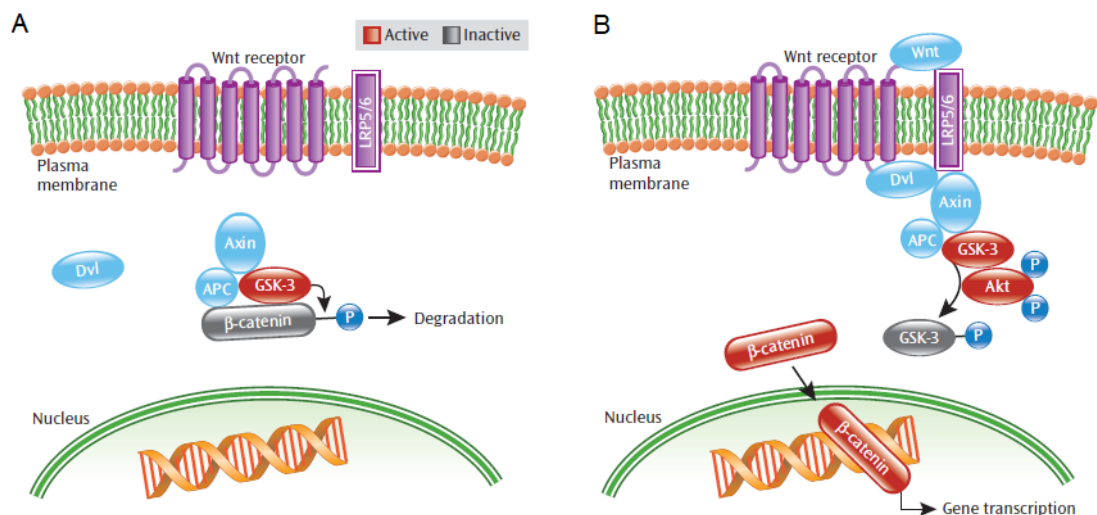 A
Active
Inactive
Wnt receptor
LRP5/6
Plasma
membrane
Dvl
Axin
APC
GSK-3
β-catenin
P
Degradation
Nucleus
B
Wnt receptor
Wnt
LRP5/6
Plasma
membrane
Dvl
Axin
APC
GSK-3
P
Akt
P
GSK-3
P
β-catenin
Nucleus
β-catenin
Gene transcription